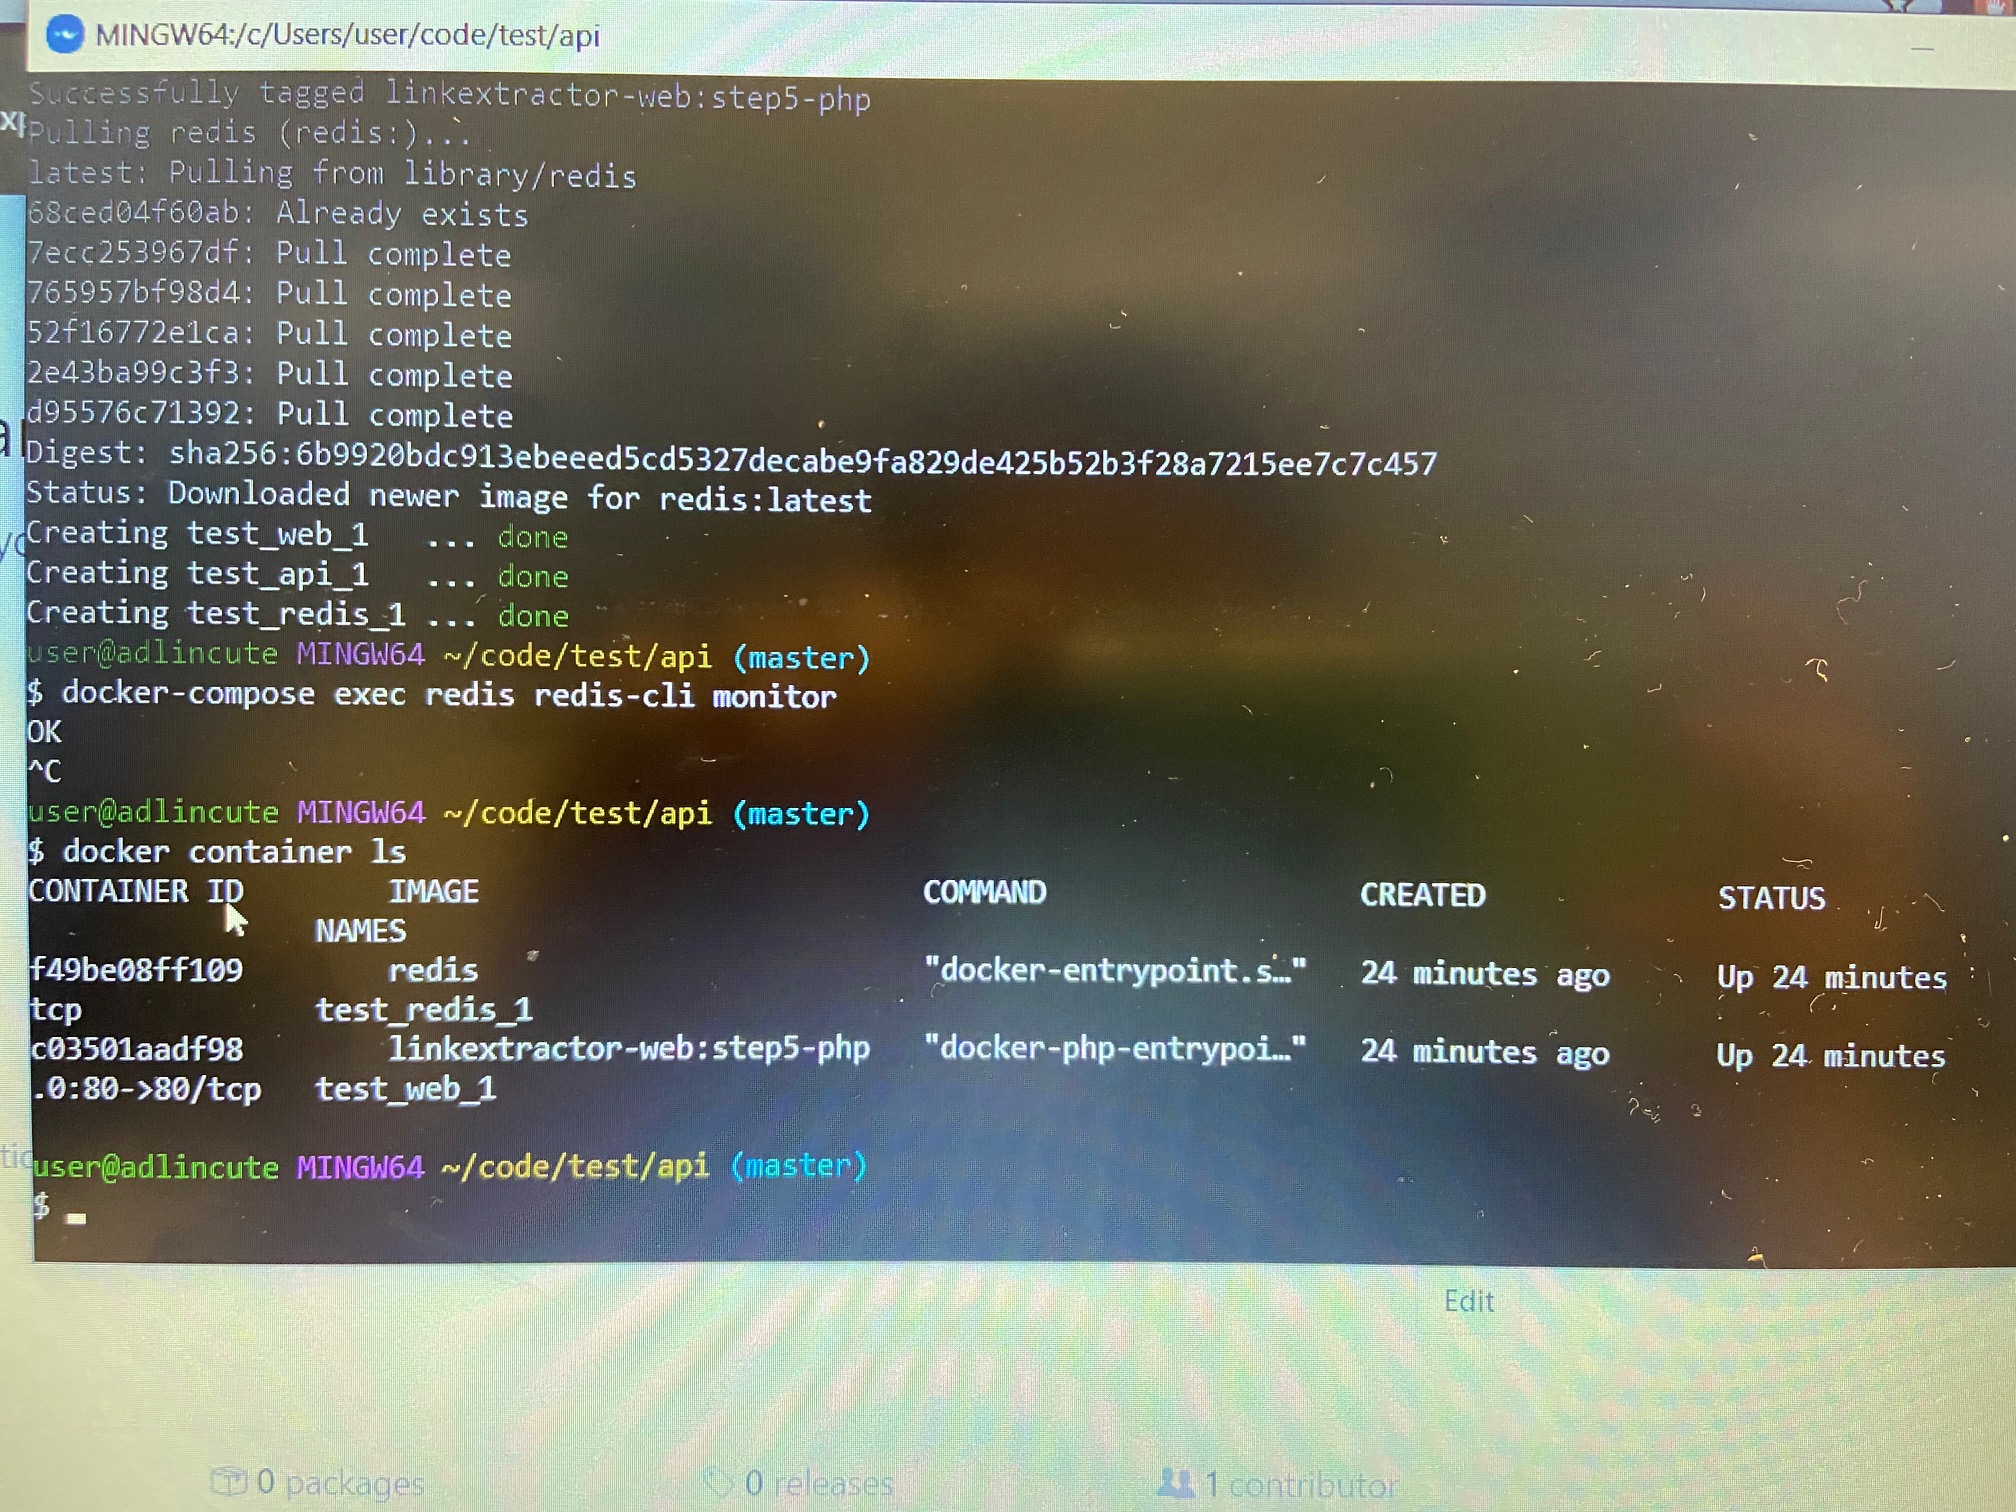 MINGW64:/c/Users/user/code/test/api
Successfully tagged linkextractor-web:step5-php
Pulling redis (redis:)...
latest: Pulling from library/redis
68ced04f60ab: Already exists
7ecc253967df: Pull complete
765957bf98d4: Pull complete
52f16772e1ca: Pull complete
2e43ba99c3f3: Pull complete
d95576c71392: Pull complete
Digest: sha256:6b9920bdc913ebeeed5cd5327decabe9fa829de425b52b3f28a7215ee7c7c457
Status: Downloaded newer image for redis:latest
Creating test_web_1   ... done
Creating test_api_1   ... done
Creating test_redis_1 ... done
user@adlincute MINGW64 ~/code/test/api (master)
$ docker-compose exec redis redis-cli monitor
OK
^C
user@adlincute MINGW64 ~/code/test/api (master)
$ docker container ls
CONTAINER ID        IMAGE                         COMMAND                  CREATED             STATUS
                NAMES
f49be08ff109        redis                         "docker-entrypoint.s…"   24 minutes ago      Up 24 minutes
tcp             test_redis_1
c03501aadf98        linkextractor-web:step5-php   "docker-php-entrypoi…"   24 minutes ago      Up 24 minutes
.0:80->80/tcp   test_web_1
user@adlincute MINGW64 ~/code/test/api (master)
$
Edit
0 packages 0 releases 1 contributor